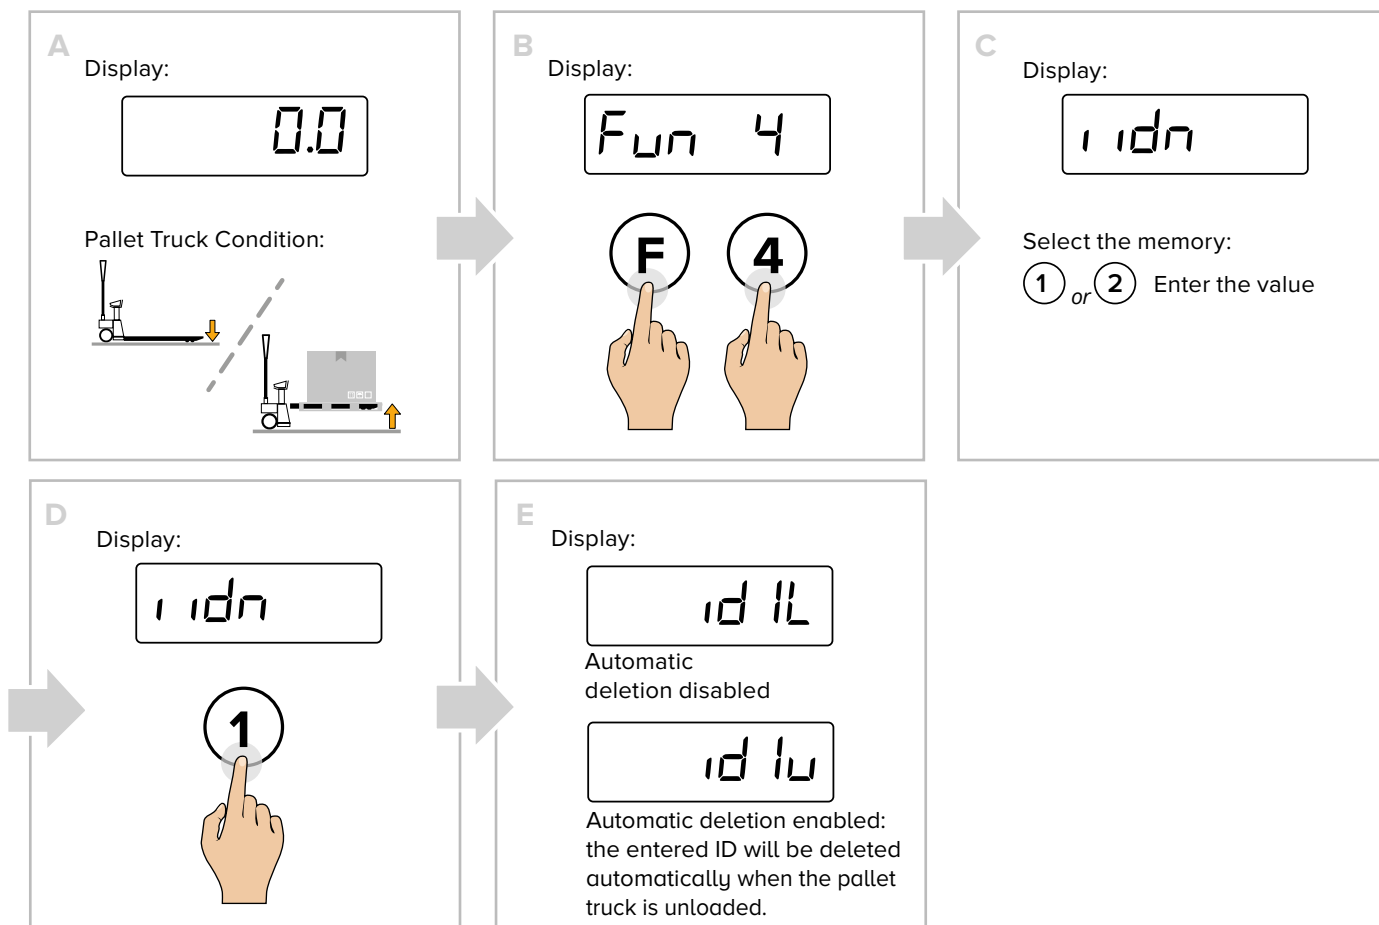 A
Display:
0.0
Pallet Truck Condition:
B
Display:
Fun 4
F 4
C
Display:
i idn
Select the memory:
1 or 2 Enter the value
D
Display:
i idn
1
E
Display:
id 1L
Automatic
deletion disabled
id 1u
Automatic deletion enabled:
the entered ID will be deleted
automatically when the pallet
truck is unloaded.